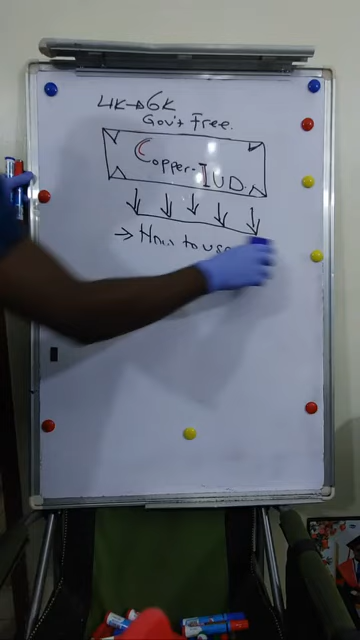 4K→6K
Gov't Free.
Copper-IUD.
→ How to use